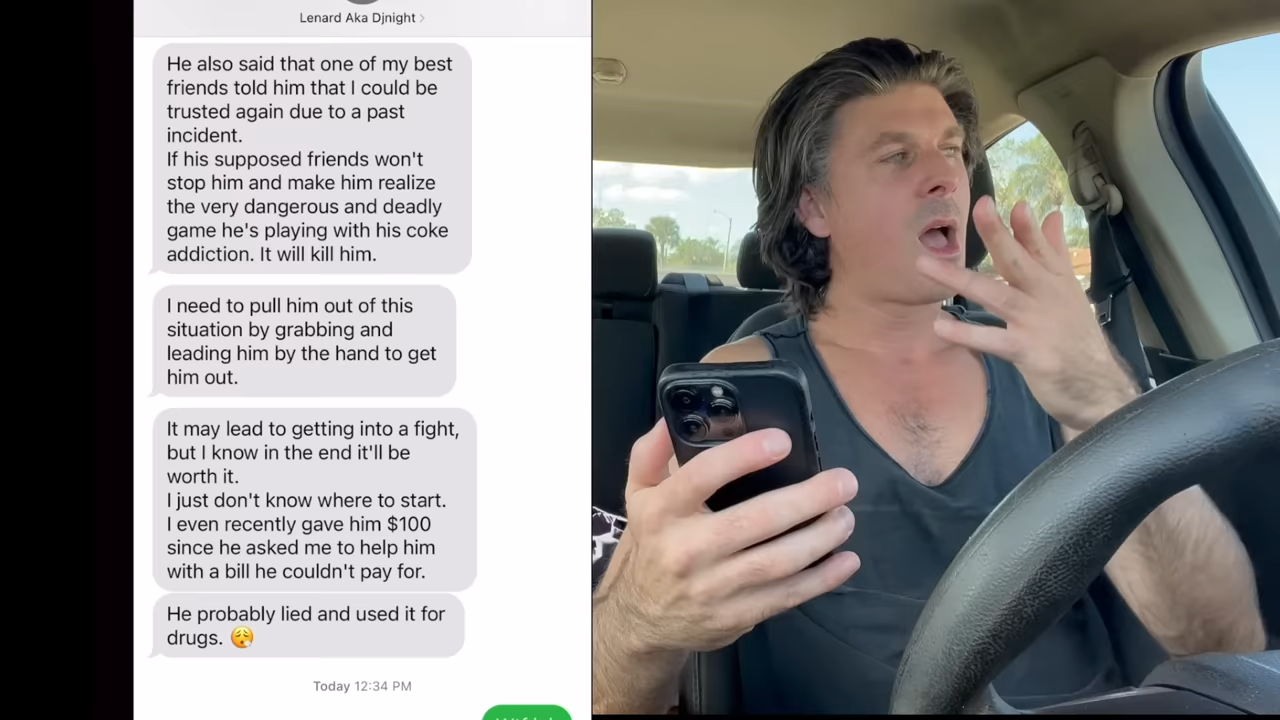 Lenard Aka Djnight
He also said that one of my best
friends told him that I could be
trusted again due to a past
incident.
If his supposed friends won't
stop him and make him realize
the very dangerous and deadly
game he's playing with his coke
addiction. It will kill him.
I need to pull him out of this
situation by grabbing and
leading him by the hand to get
him out.
It may lead to getting into a fight,
but I know in the end it'll be
worth it.
I just don't know where to start.
I even recently gave him $100
since he asked me to help him
with a bill he couldn't pay for.
He probably lied and used it for
drugs. 😮‍💨
Today 12:34 PM